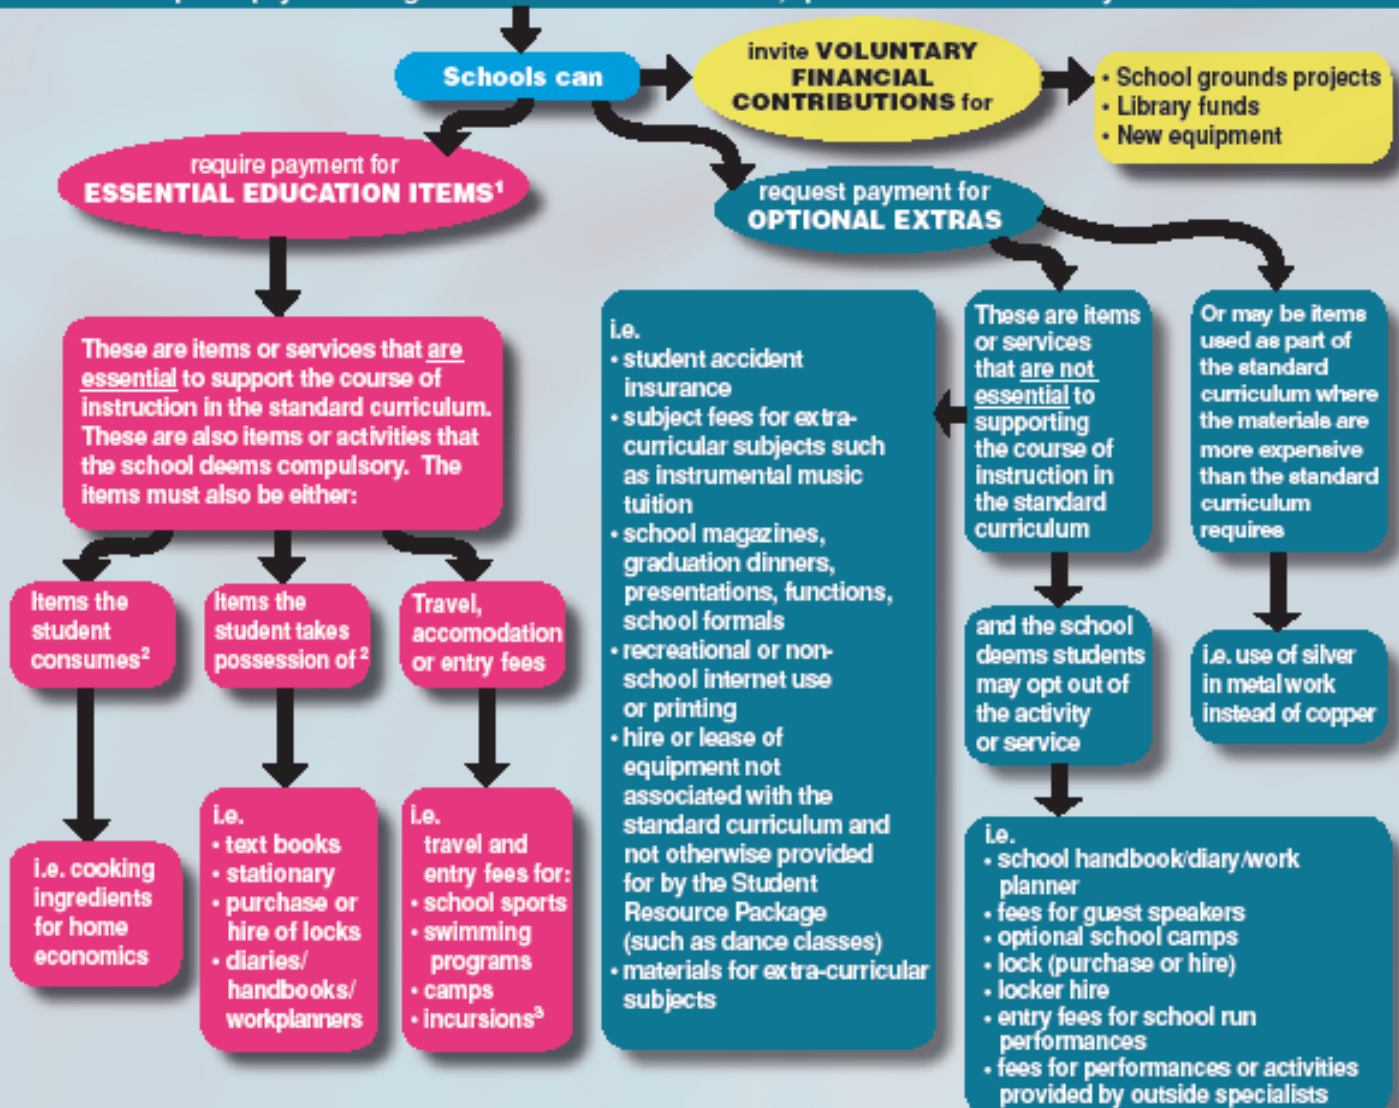 Schools can
invite VOLUNTARY
FINANCIAL
CONTRIBUTIONS for
• School grounds projects
• Library funds
• New equipment
require payment for
ESSENTIAL EDUCATION ITEMS¹
request payment for
OPTIONAL EXTRAS
These are items or services that are
essential to support the course of
instruction in the standard curriculum.
These are also items or activities that
the school deems compulsory. The
items must also be either:
Items the
student
consumes²
Items the
student takes
possession of ²
Travel,
accomodation
or entry fees
i.e. cooking
ingredients
for home
economics
i.e.
• text books
• stationary
• purchase or
hire of locks
• diaries/
handbooks/
workplanners
i.e.
travel and
entry fees for:
• school sports
• swimming
programs
• camps
• incursions³
i.e.
• student accident
insurance
• subject fees for extra-
curricular subjects such
as instrumental music
tuition
• school magazines,
graduation dinners,
presentations, functions,
school formals
• recreational or non-
school internet use
or printing
• hire or lease of
equipment not
associated with the
standard curriculum and
not otherwise provided
for by the Student
Resource Package
(such as dance classes)
• materials for extra-curricular
subjects
These are items
or services
that are not
essential to
supporting
the course of
instruction in
the standard
curriculum
Or may be items
used as part of
the standard
curriculum where
the materials are
more expensive
than the standard
curriculum
requires
and the school
deems students
may opt out of
the activity
or service
i.e. use of silver
in metal work
instead of copper
i.e.
• school handbook/diary/work
planner
• fees for guest speakers
• optional school camps
• lock (purchase or hire)
• locker hire
• entry fees for school run
performances
• fees for performances or activities
provided by outside specialists